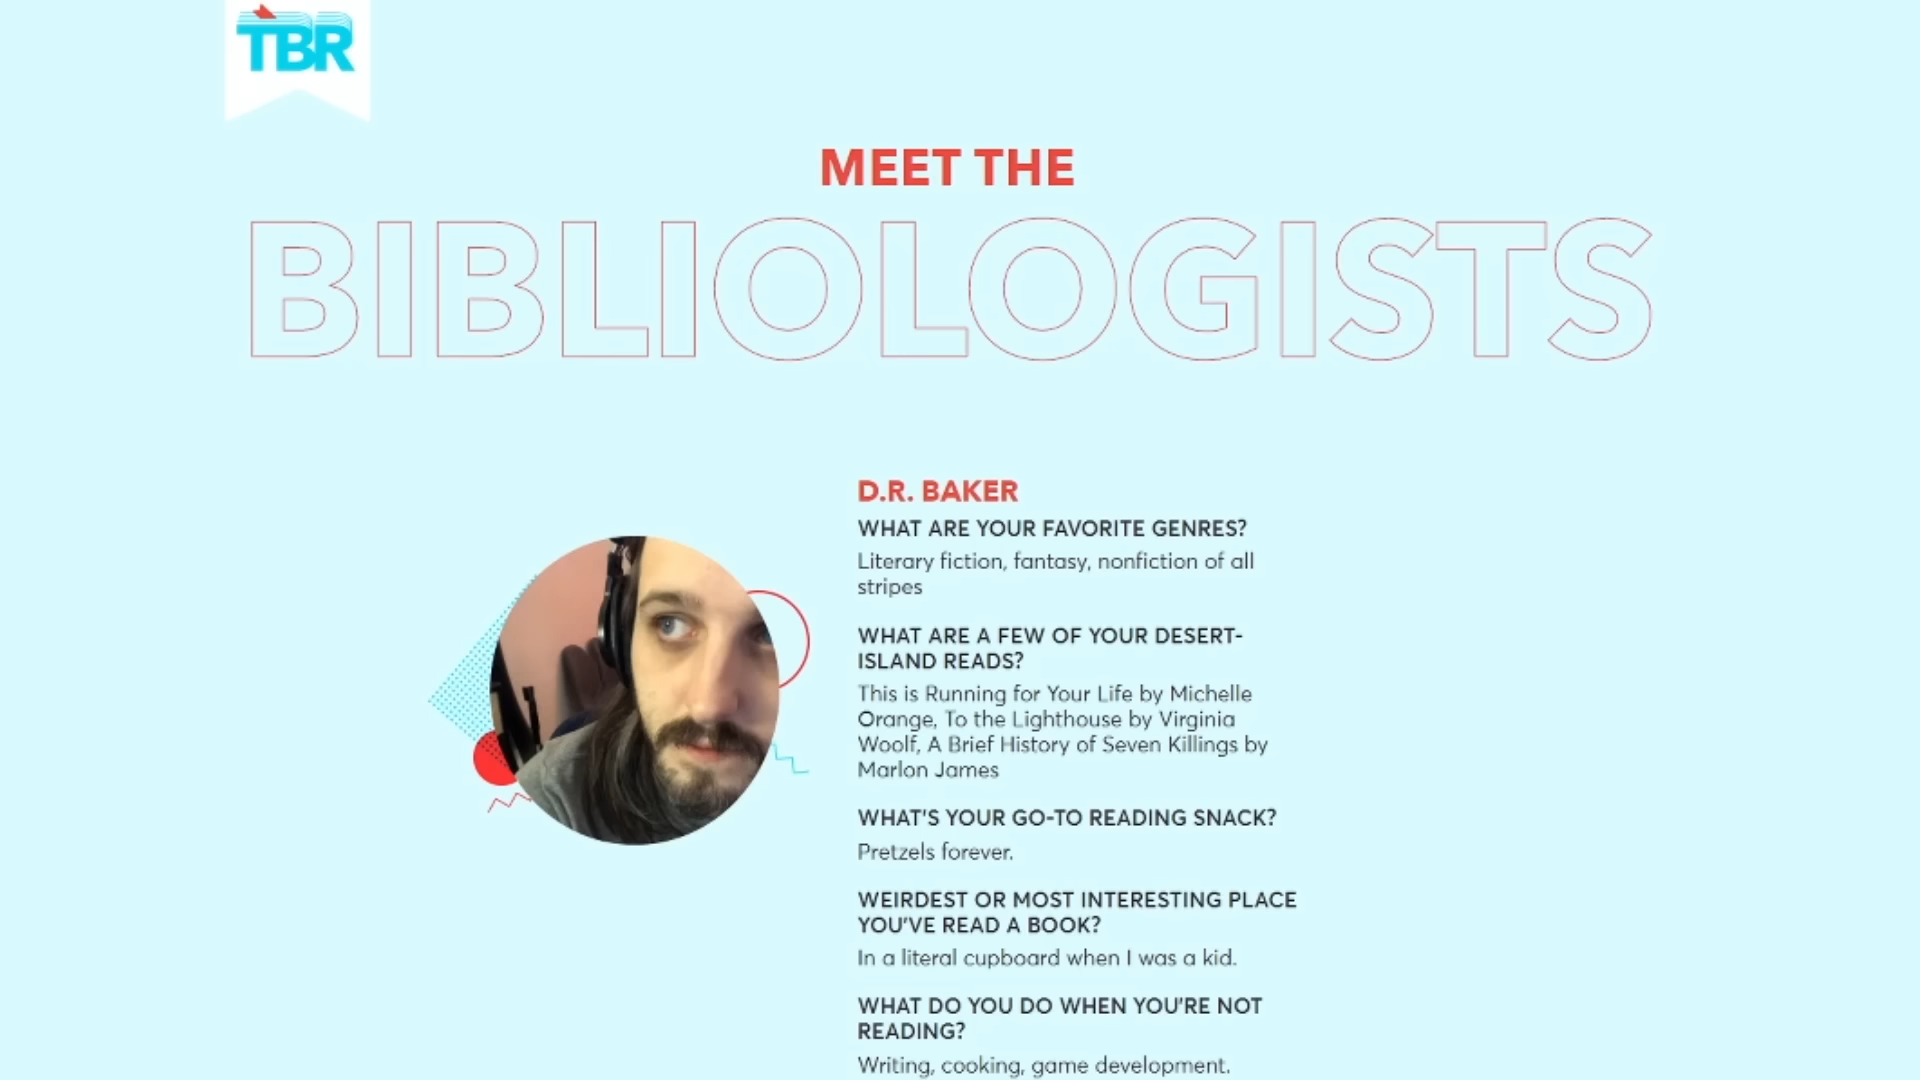 TBR
MEET THE
BIBLIOLOGISTS
D.R. BAKER
WHAT ARE YOUR FAVORITE GENRES?
Literary fiction, fantasy, nonfiction of all
stripes
WHAT ARE A FEW OF YOUR DESERT-
ISLAND READS?
This is Running for Your Life by Michelle
Orange, To the Lighthouse by Virginia
Woolf, A Brief History of Seven Killings by
Marlon James
WHAT'S YOUR GO-TO READING SNACK?
Pretzels forever.
WEIRDEST OR MOST INTERESTING PLACE
YOU'VE READ A BOOK?
In a literal cupboard when I was a kid.
WHAT DO YOU DO WHEN YOU'RE NOT
READING?
Writing, cooking, game development.